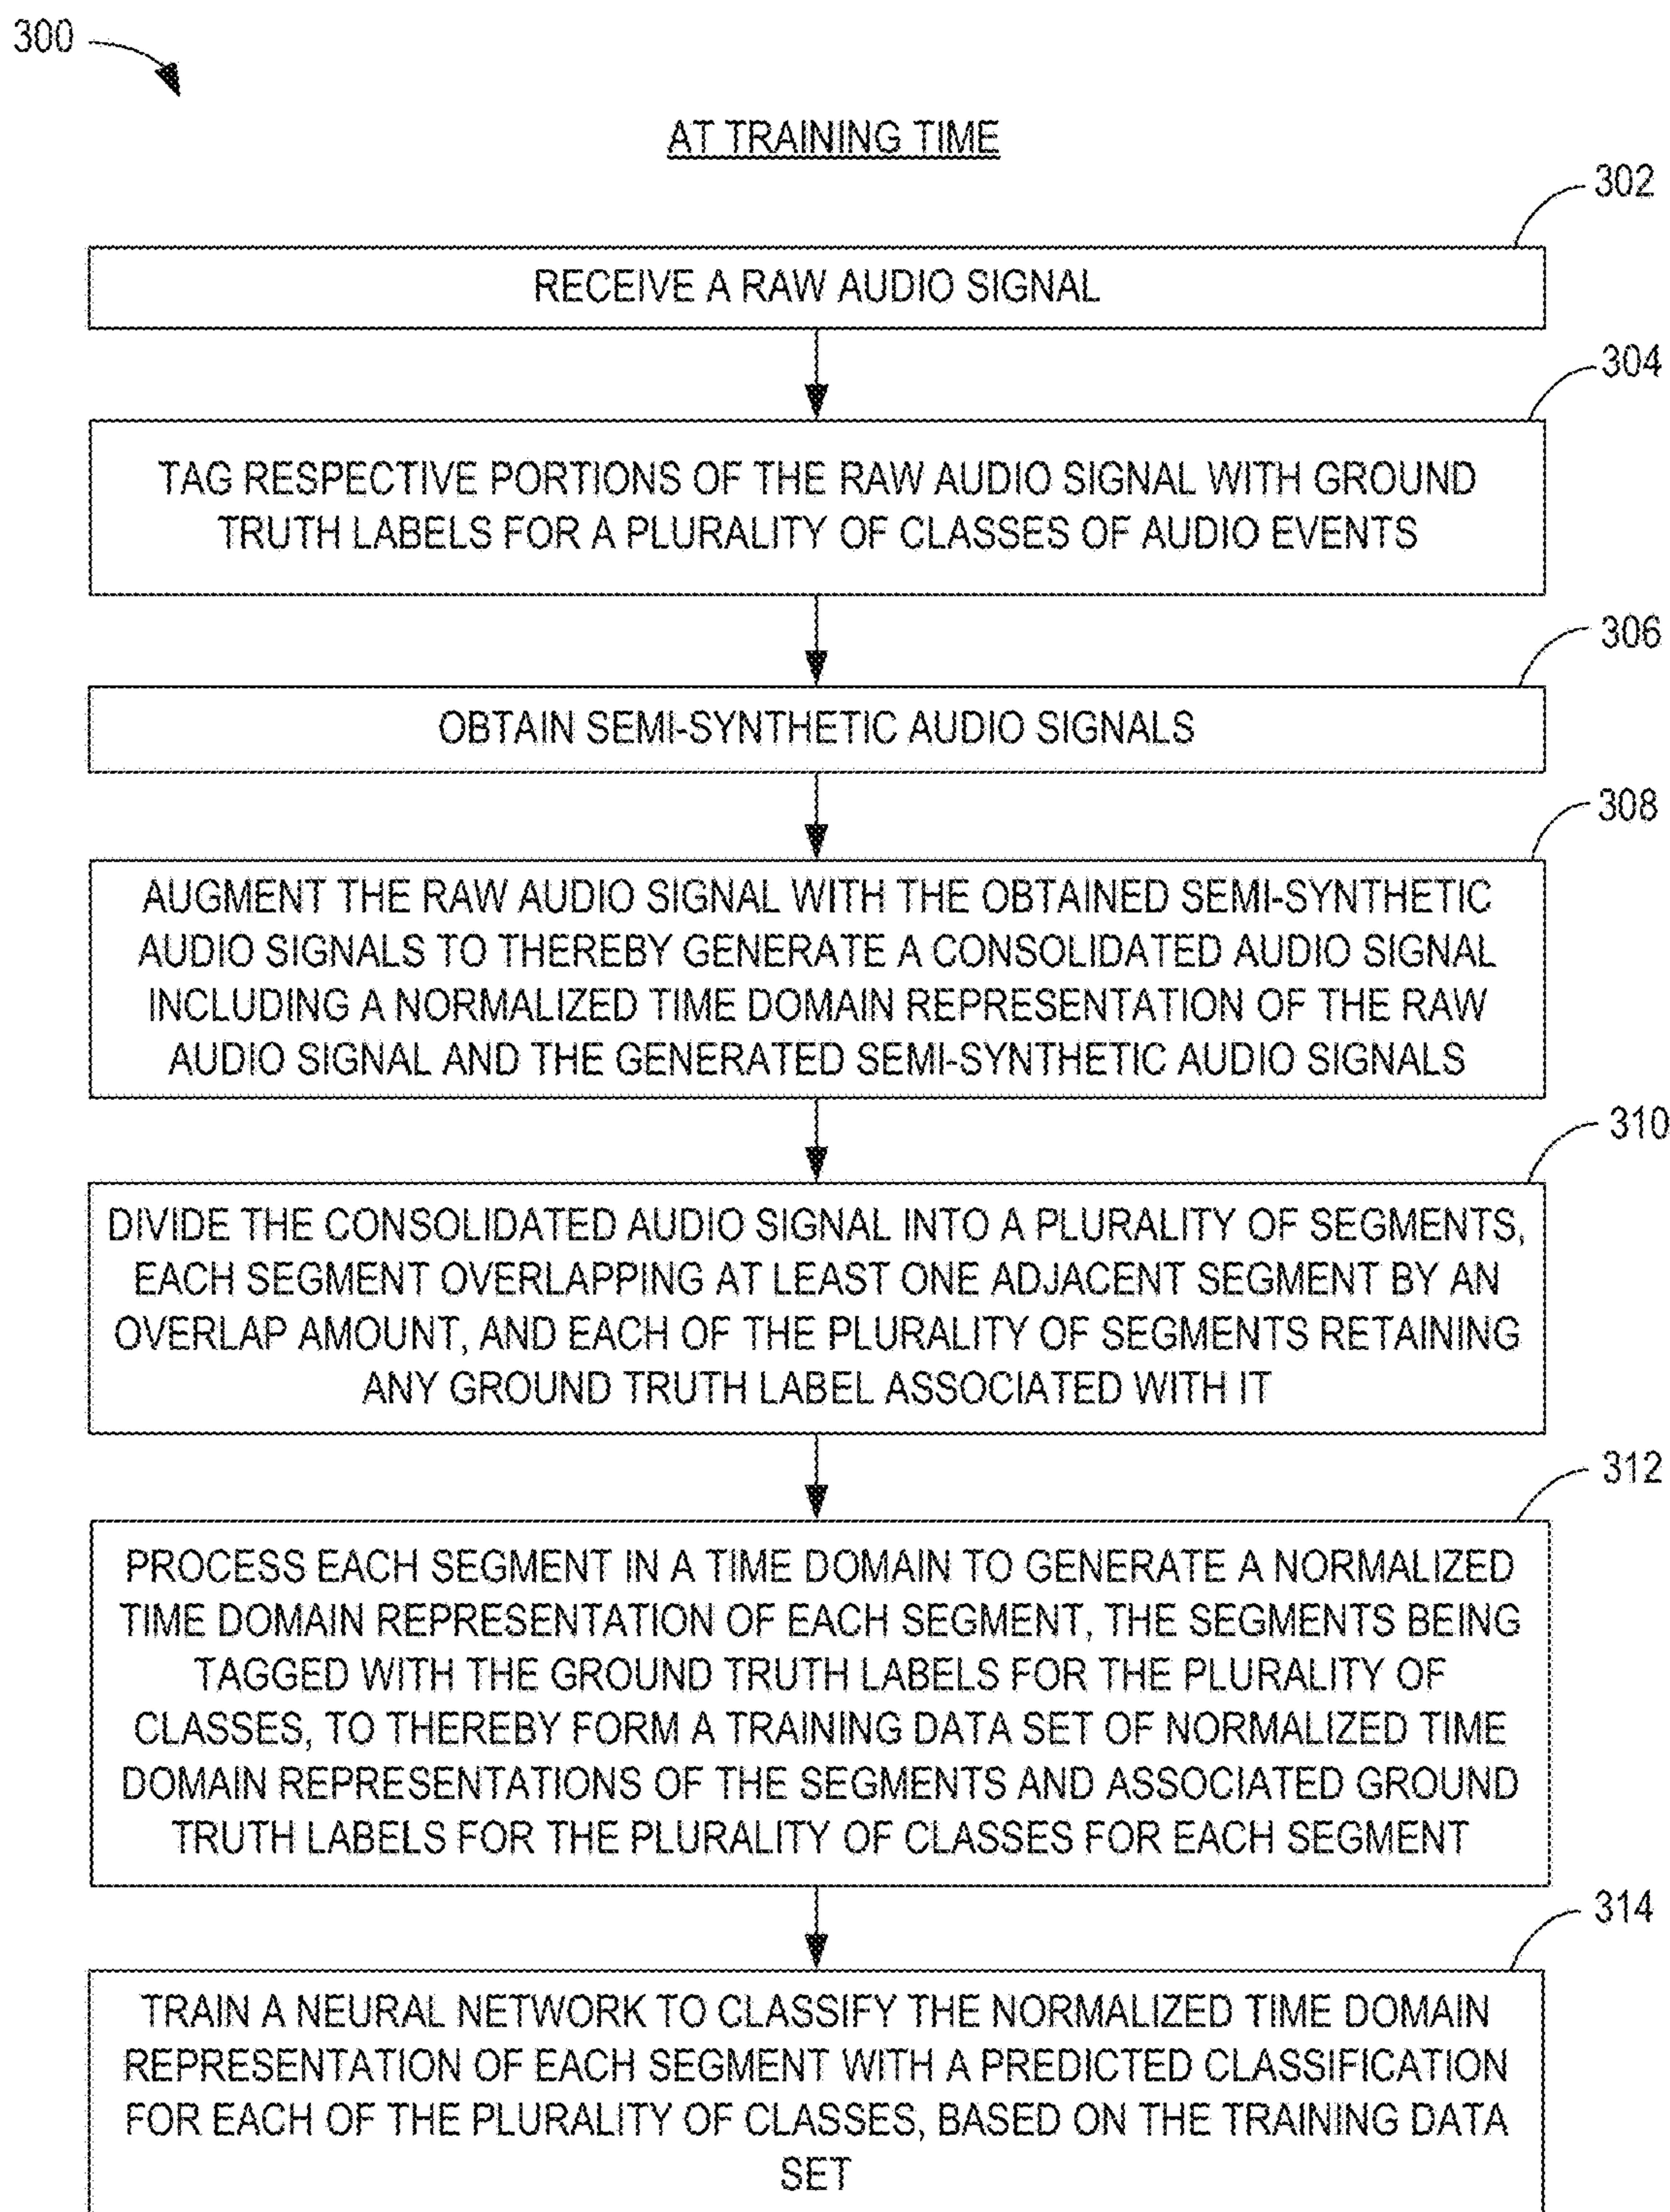 300
AT TRAINING TIME
302
RECEIVE A RAW AUDIO SIGNAL
304
TAG RESPECTIVE PORTIONS OF THE RAW AUDIO SIGNAL WITH GROUND
TRUTH LABELS FOR A PLURALITY OF CLASSES OF AUDIO EVENTS
306
OBTAIN SEMI-SYNTHETIC AUDIO SIGNALS
308
AUGMENT THE RAW AUDIO SIGNAL WITH THE OBTAINED SEMI-SYNTHETIC
AUDIO SIGNALS TO THEREBY GENERATE A CONSOLIDATED AUDIO SIGNAL
INCLUDING A NORMALIZED TIME DOMAIN REPRESENTATION OF THE RAW
AUDIO SIGNAL AND THE GENERATED SEMI-SYNTHETIC AUDIO SIGNALS
310
DIVIDE THE CONSOLIDATED AUDIO SIGNAL INTO A PLURALITY OF SEGMENTS,
EACH SEGMENT OVERLAPPING AT LEAST ONE ADJACENT SEGMENT BY AN
OVERLAP AMOUNT, AND EACH OF THE PLURALITY OF SEGMENTS RETAINING
ANY GROUND TRUTH LABEL ASSOCIATED WITH IT
312
PROCESS EACH SEGMENT IN A TIME DOMAIN TO GENERATE A NORMALIZED
TIME DOMAIN REPRESENTATION OF EACH SEGMENT, THE SEGMENTS BEING
TAGGED WITH THE GROUND TRUTH LABELS FOR THE PLURALITY OF
CLASSES, TO THEREBY FORM A TRAINING DATA SET OF NORMALIZED TIME
DOMAIN REPRESENTATIONS OF THE SEGMENTS AND ASSOCIATED GROUND
TRUTH LABELS FOR THE PLURALITY OF CLASSES FOR EACH SEGMENT
314
TRAIN A NEURAL NETWORK TO CLASSIFY THE NORMALIZED TIME DOMAIN
REPRESENTATION OF EACH SEGMENT WITH A PREDICTED CLASSIFICATION
FOR EACH OF THE PLURALITY OF CLASSES, BASED ON THE TRAINING DATA
SET